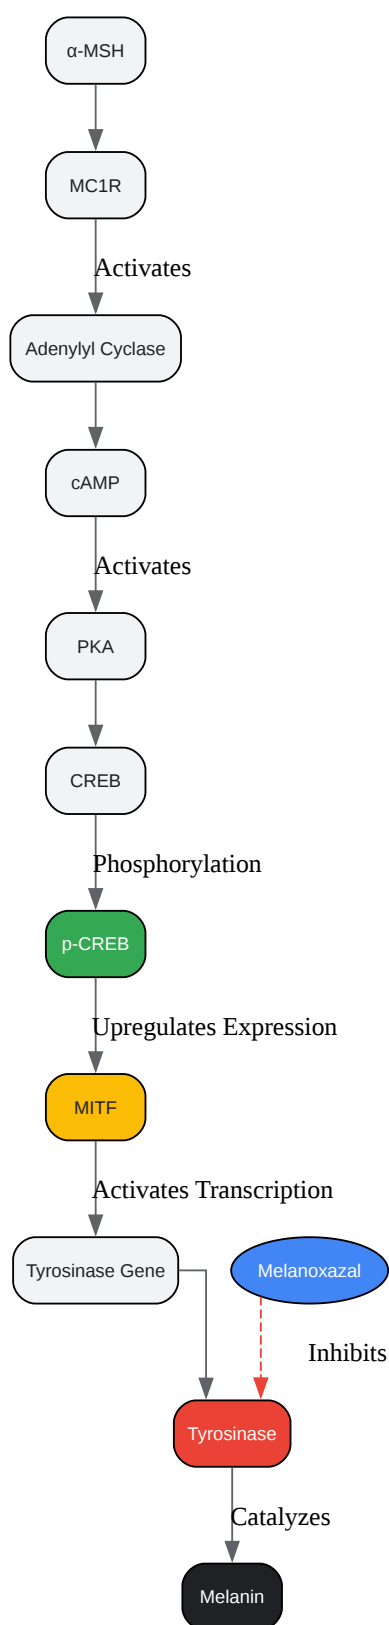 α-MSH
MC1R
Activates
Adenylyl Cyclase
cAMP
Activates
PKA
CREB
Phosphorylation
p-CREB
Upregulates Expression
MITF
Activates Transcription
Tyrosinase Gene
Melanoxazal
Inhibits
Tyrosinase
Catalyzes
Melanin